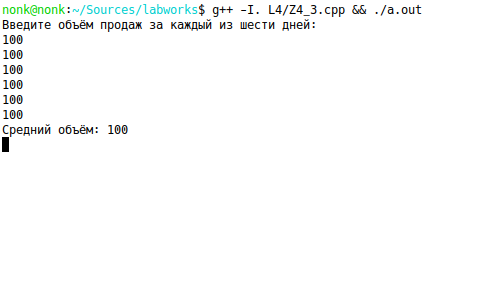 nonk@nonk:~/Sources/labworks$ g++ -I. L4/Z4_3.cpp && ./a.out
Введите объём продаж за каждый из шести дней:
100
100
100
100
100
100
Средний объём: 100